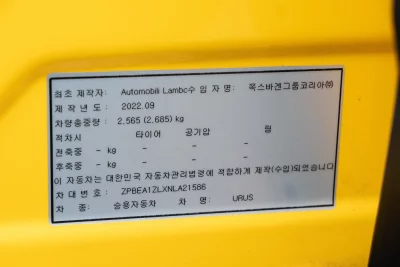 최초 제작자: Automobili Lambc수 입 자 명: 폭스바겐그룹코리아㈜
제 작 년 도 : 2022.09
차량총중량 : 2,565 (2,685) kg
적차시 타이어 공기압 림
전축중 - kg - - -
후축중 - kg - - -
이 자동차는 대한민국 자동차관리법령에 적합하게 제작(수입)되었습니다
차 대 번 호 : ZPBEA1ZLXNLA21586
차 종 : 승용자동차 차 명 : URUS